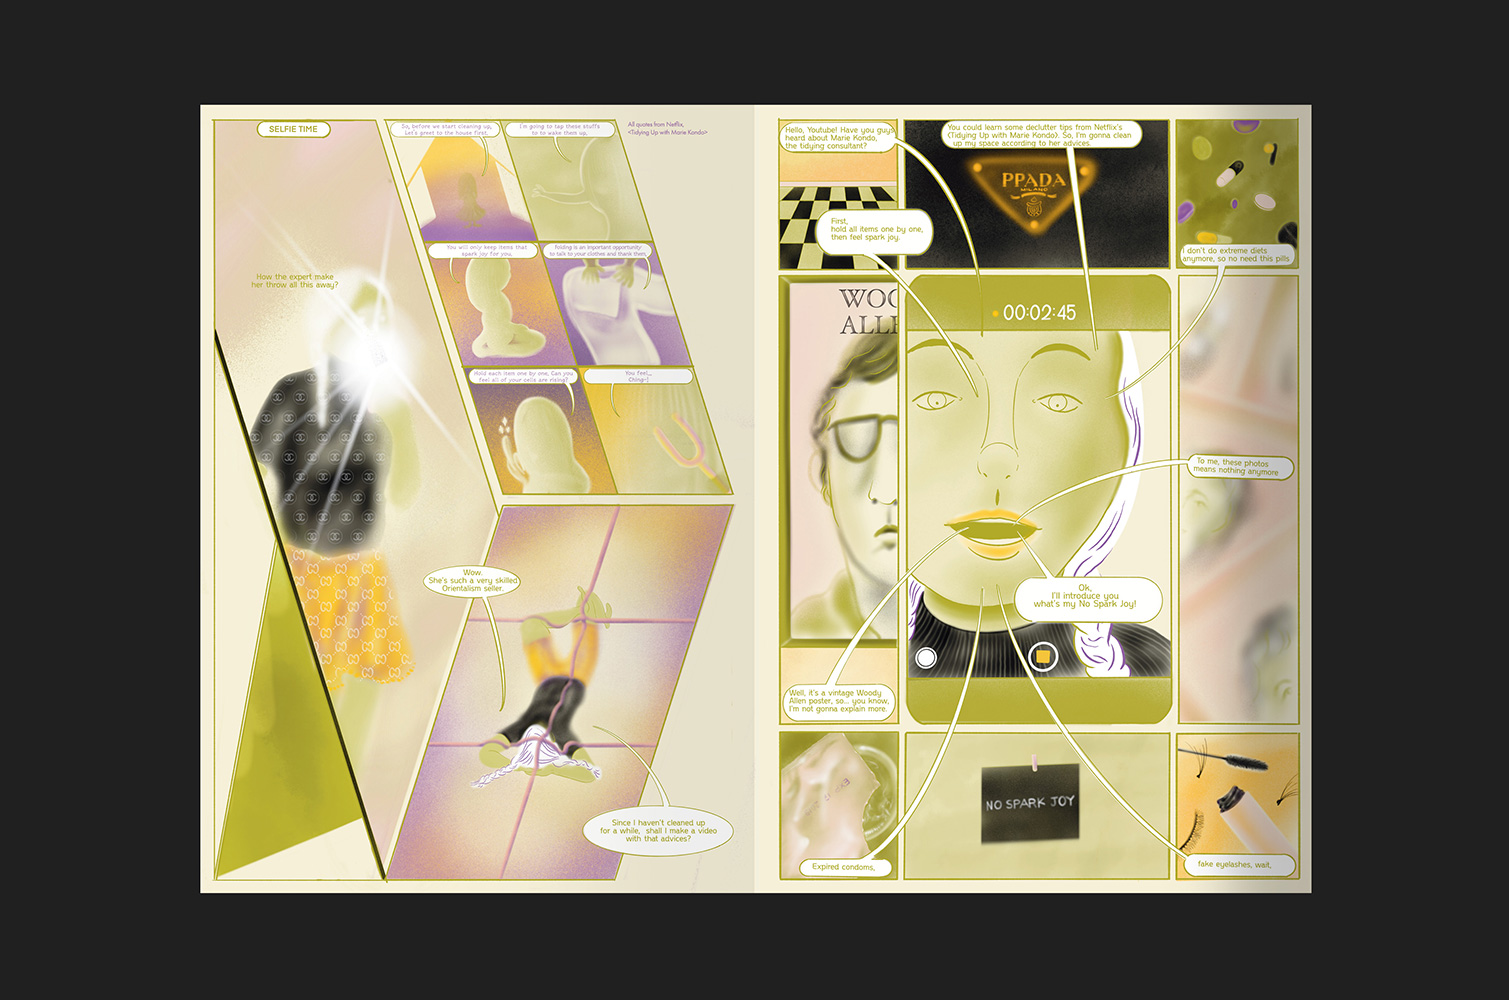 SELFIE TIME
How the expert make
her throw all this away?
So, before we start cleaning up,
Let's greet to the house first.
I'm going to tap these stuffs
so to wake them up.
All quotes from Netflix,
<Tidying Up with Marie Kondo>
You will only keep items that
spark joy for you.
Folding is an important opportunity
to talk to your clothes and thank them.
Hold each item one by one, Can you
feel all of your cells are rising?
You feel...
Ching~!
Wow.
She's such a very skilled
Orientalism seller.
Since I haven't cleaned up
for a while, shall I make a video
with that advices?
Hello, Youtube! Have you guys
heard about Marie Kondo,
the tidying consultant?
You could learn some declutter tips from Netflix's
<Tidying Up with Marie Kondo>. So, I'm gonna clean
up my space according to her advices.
PPADA
MILANO
First,
hold all items one by one,
then feel spark joy.
I don't do extreme diets
anymore, so no need this pills
WOO
ALLE
00:02:45
To me, these photos
means nothing anymore
Ok,
I'll introduce you
what's my No Spark Joy!
Well, it's a vintage Woody
Allen poster, so... you know,
I'm not gonna explain more.
NO SPARK JOY
Expired condoms,
fake eyelashes, wait,